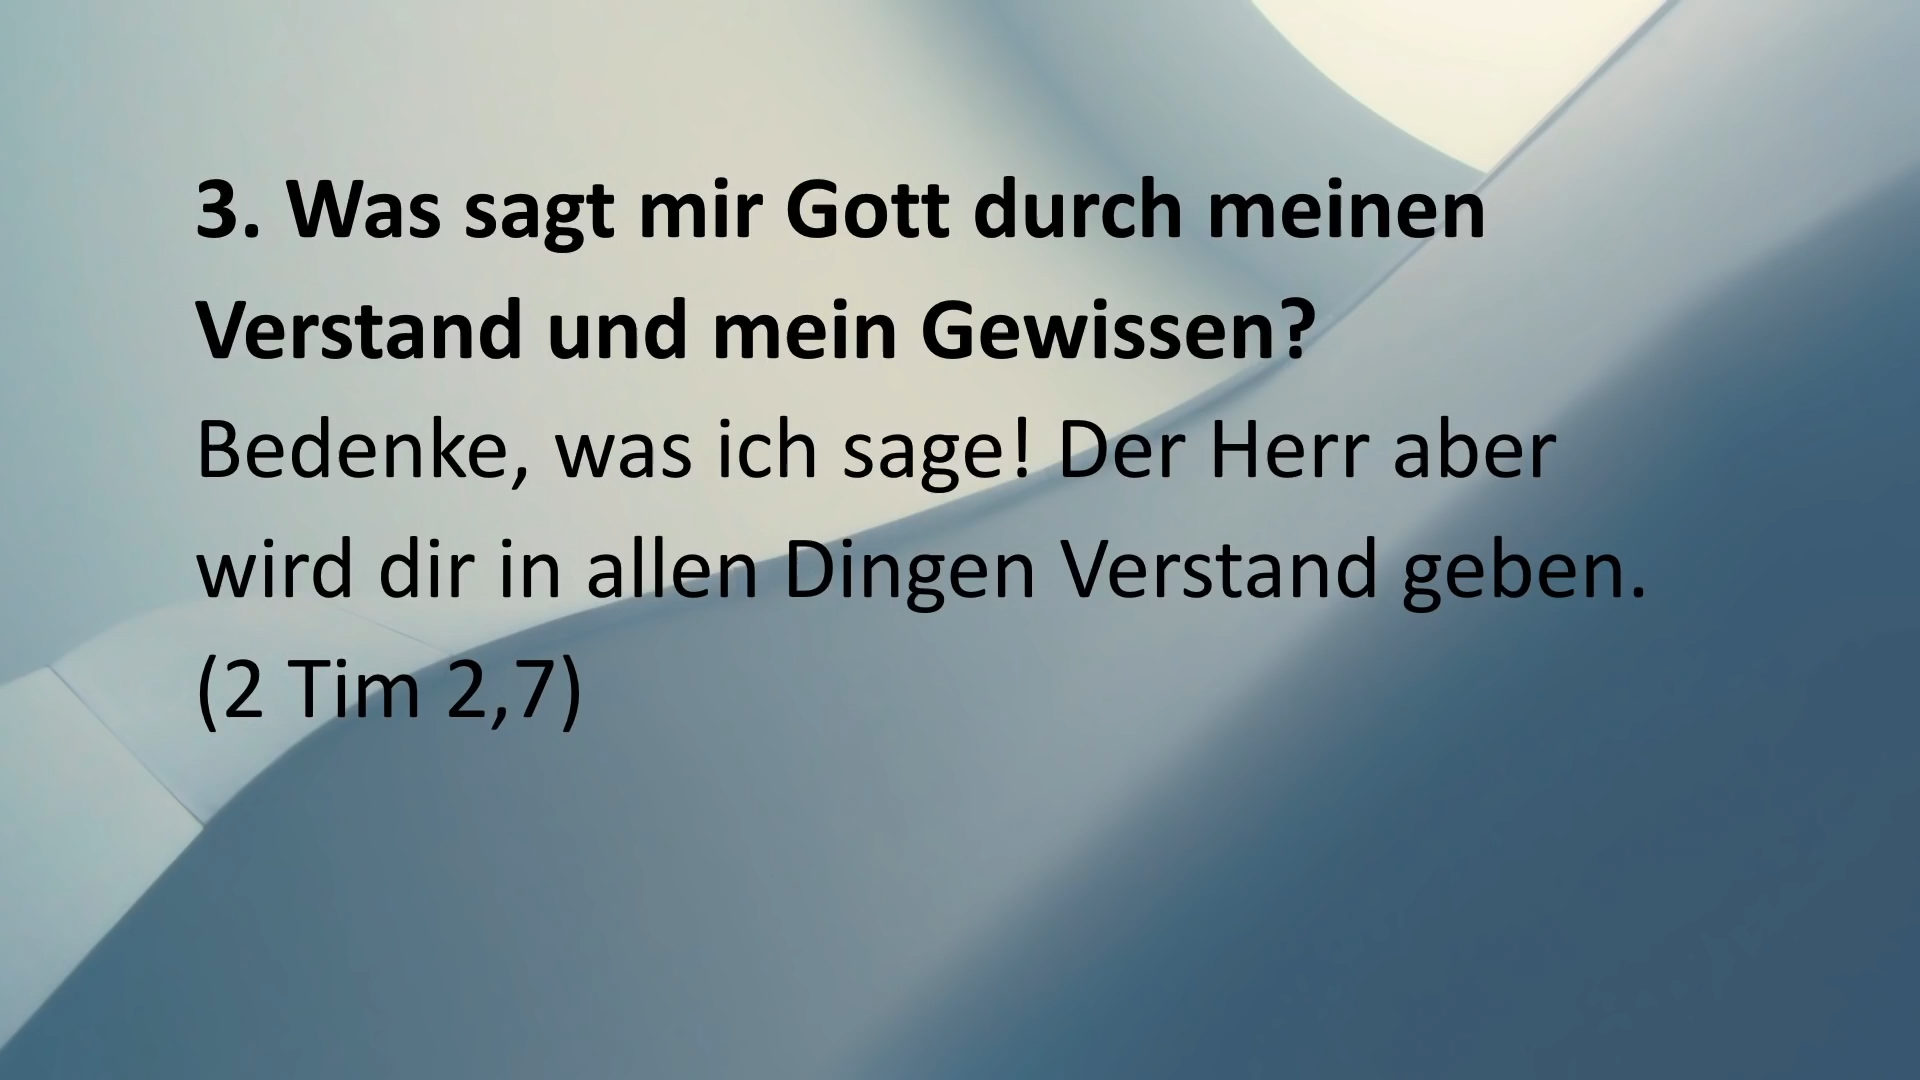 3. Was sagt mir Gott durch meinen
Verstand und mein Gewissen?
Bedenke, was ich sage! Der Herr aber
wird dir in allen Dingen Verstand geben.
(2 Tim 2,7)